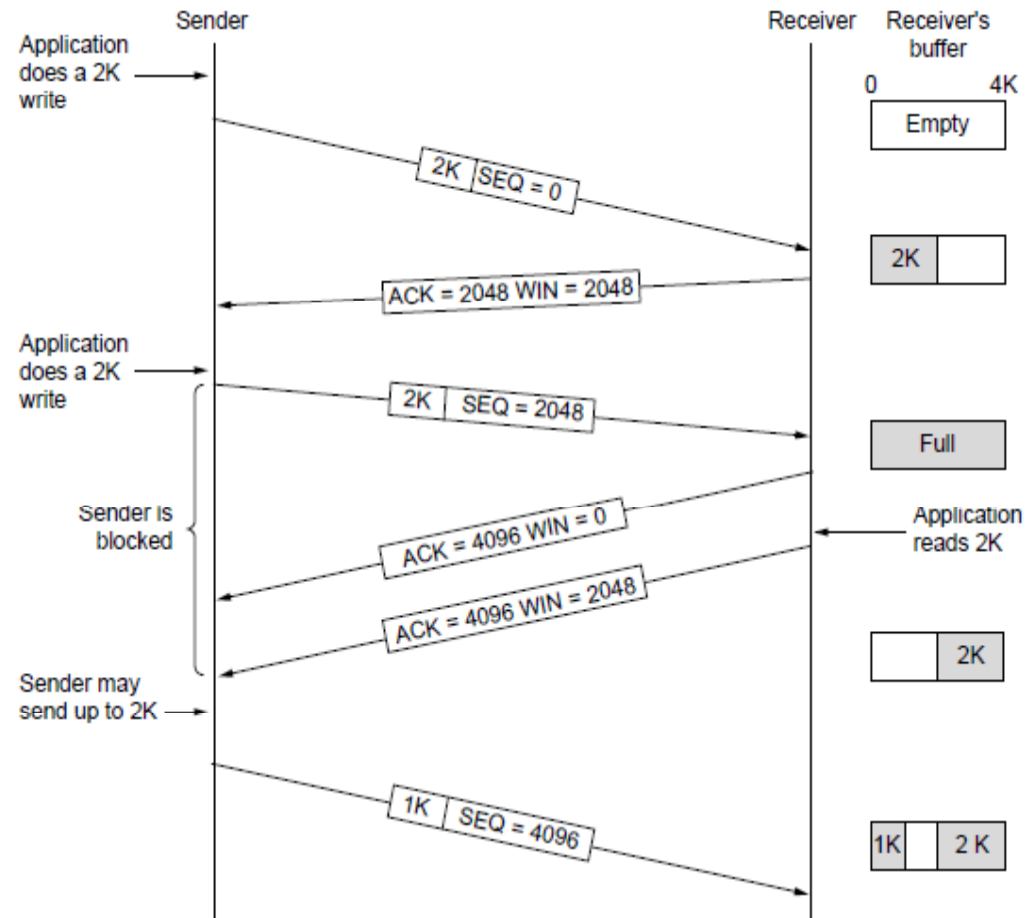 Sender
Receiver
Receiver's
buffer
Application
does a 2K
write
0 4K
Empty
2K SEQ = 0
2K
ACK = 2048 WIN = 2048
Application
does a 2K
write
2K SEQ = 2048
Full
Sender is
blocked
ACK = 4096 WIN = 0
Application
reads 2K
ACK = 4096 WIN = 2048
2K
Sender may
send up to 2K
1K SEQ = 4096
1K 2 K